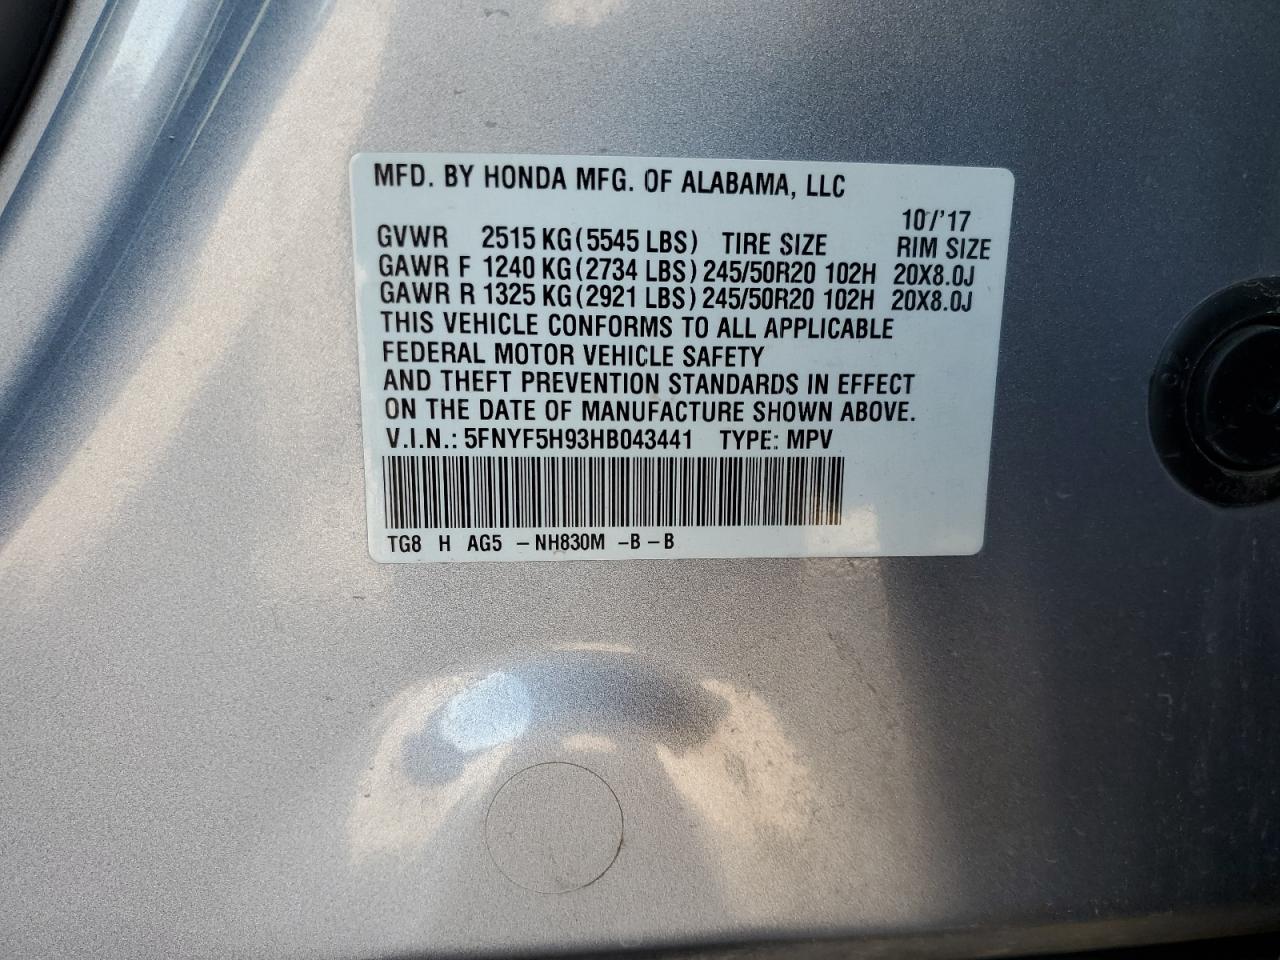 MFD. BY HONDA MFG. OF ALABAMA, LLC
10/'17
GVWR 2515 KG(5545 LBS) TIRE SIZE RIM SIZE
GAWR F 1240 KG(2734 LBS) 245/50R20 102H 20X8.0J
GAWR R 1325 KG(2921 LBS) 245/50R20 102H 20X8.0J
THIS VEHICLE CONFORMS TO ALL APPLICABLE
FEDERAL MOTOR VEHICLE SAFETY
AND THEFT PREVENTION STANDARDS IN EFFECT
ON THE DATE OF MANUFACTURE SHOWN ABOVE.
V.I.N.: 5FNYF5H93HB043441 TYPE: MPV
TG8 H AG5 -NH830M -B-B